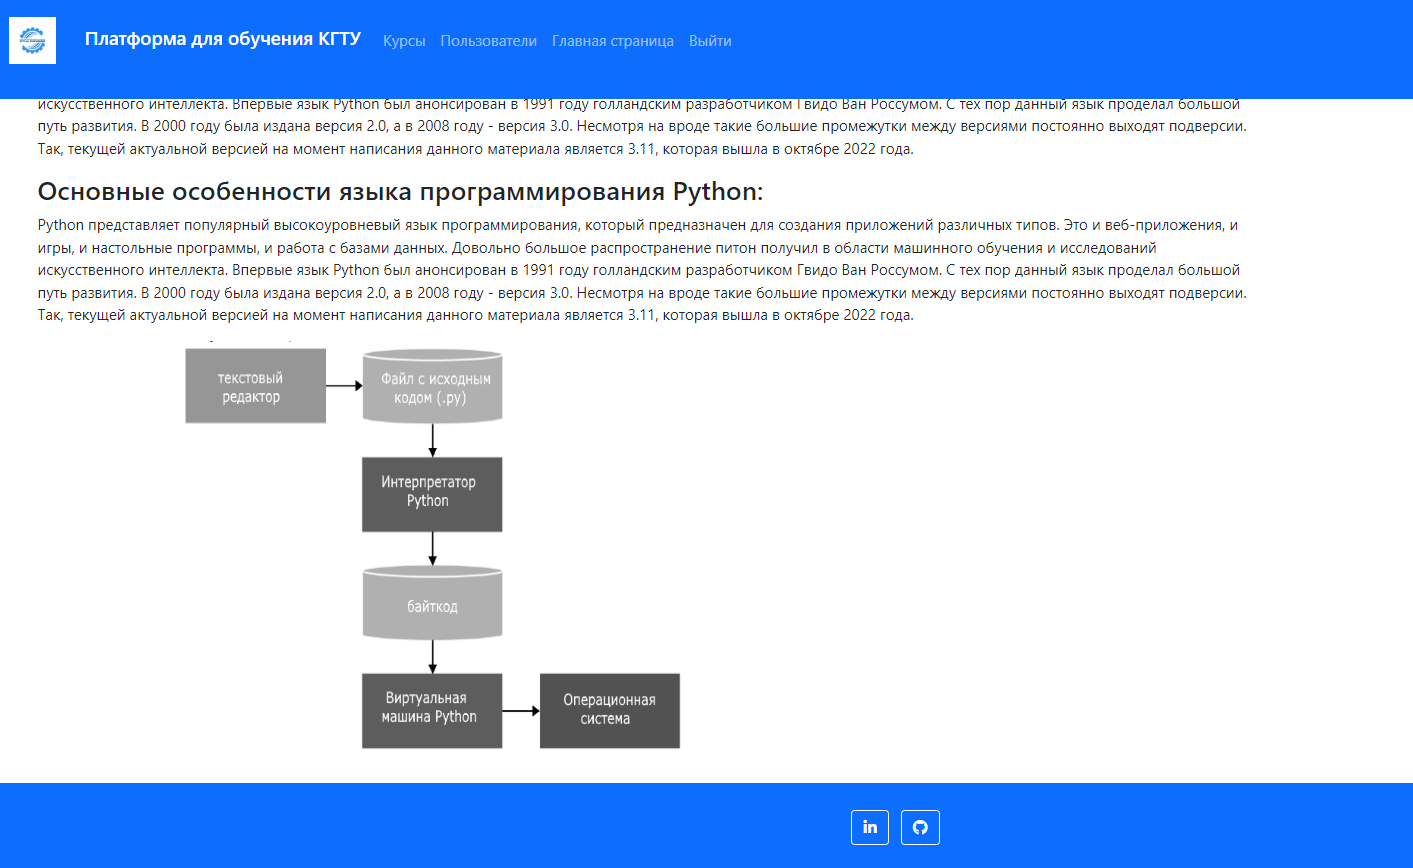 Платформа для обучения КГТУ Курсы Пользователи Главная страница Выйти
искусственного интеллекта. Впервые язык Python был анонсирован в 1991 году голландским разработчиком Гвидо Ван Россумом. С тех пор данный язык проделал большой
путь развития. В 2000 году была издана версия 2.0, а в 2008 году - версия 3.0. Несмотря на вроде такие большие промежутки между версиями постоянно выходят подверсии.
Так, текущей актуальной версией на момент написания данного материала является 3.11, которая вышла в октябре 2022 года.
Основные особенности языка программирования Python:
Python представляет популярный высокоуровневый язык программирования, который предназначен для создания приложений различных типов. Это и веб-приложения, и
игры, и настольные программы, и работа с базами данных. Довольно большое распространение питон получил в области машинного обучения и исследований
искусственного интеллекта. Впервые язык Python был анонсирован в 1991 году голландским разработчиком Гвидо Ван Россумом. С тех пор данный язык проделал большой
путь развития. В 2000 году была издана версия 2.0, а в 2008 году - версия 3.0. Несмотря на вроде такие большие промежутки между версиями постоянно выходят подверсии.
Так, текущей актуальной версией на момент написания данного материала является 3.11, которая вышла в октябре 2022 года.
текстовый
редактор
Файл с исходным
кодом (.py)
Интерпретатор
Python
байткод
Виртуальная
машина Python
Операционная
система
in